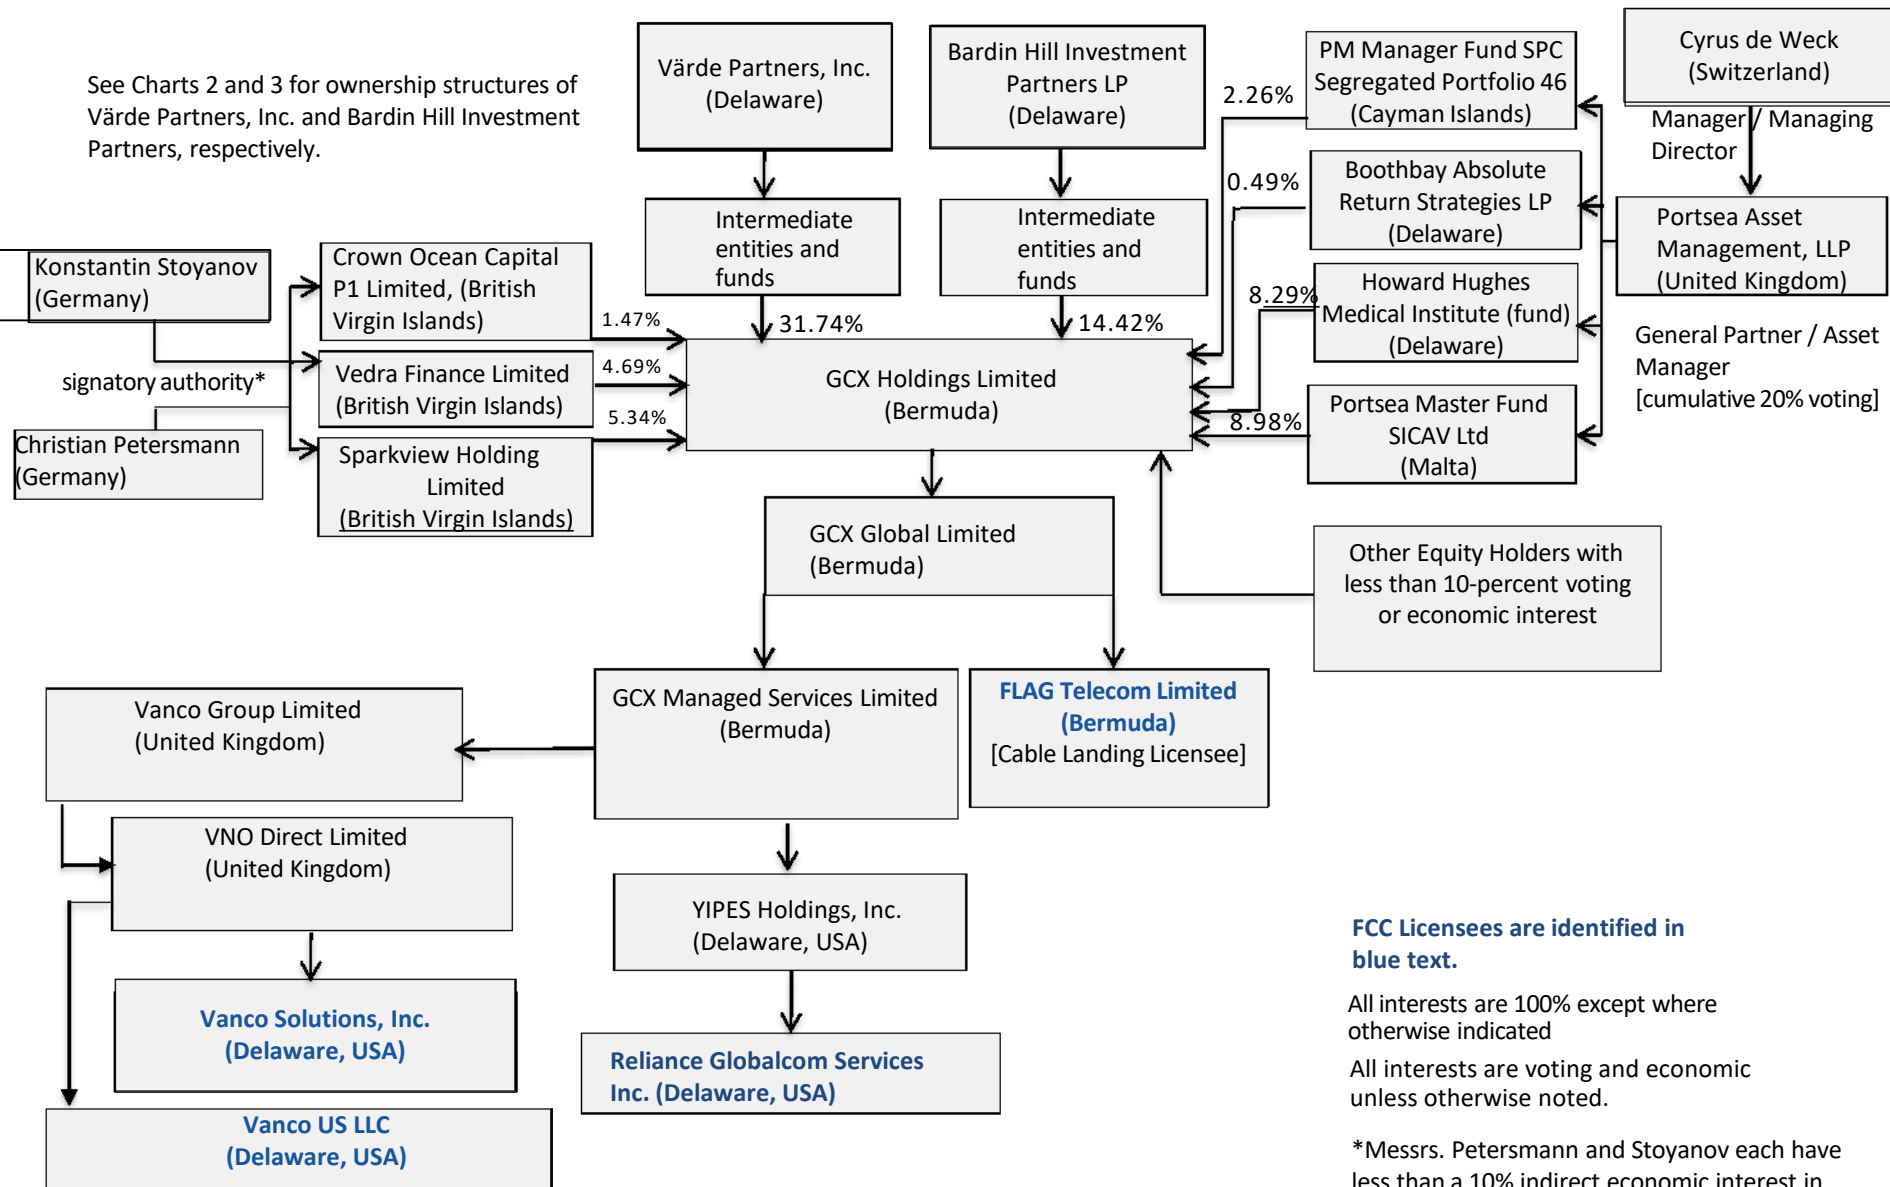 See Charts 2 and 3 for ownership structures of
Värde Partners, Inc. and Bardin Hill Investment
Partners, respectively.
Värde Partners, Inc.
(Delaware)
Bardin Hill Investment
Partners LP
(Delaware)
PM Manager Fund SPC
Segregated Portfolio 46
(Cayman Islands)
Cyrus de Weck
(Switzerland)
2.26%
Manager / Managing
Director
Boothbay Absolute
Return Strategies LP
(Delaware)
0.49%
Portsea Asset
Management, LLP
(United Kingdom)
Intermediate
entities and
funds
Intermediate
entities and
funds
Konstantin Stoyanov
(Germany)
Crown Ocean Capital
P1 Limited, (British
Virgin Islands)
1.47%
31.74%
14.42%
8.29%
Howard Hughes
Medical Institute (fund)
(Delaware)
General Partner / Asset
Manager
[cumulative 20% voting]
signatory authority*
Vedra Finance Limited
(British Virgin Islands)
4.69%
GCX Holdings Limited
(Bermuda)
Portsea Master Fund
SICAV Ltd
(Malta)
8.98%
Christian Petersmann
(Germany)
Sparkview Holding
Limited
(British Virgin Islands)
5.34%
GCX Global Limited
(Bermuda)
Other Equity Holders with
less than 10-percent voting
or economic interest
Vanco Group Limited
(United Kingdom)
GCX Managed Services Limited
(Bermuda)
FLAG Telecom Limited
(Bermuda)
[Cable Landing Licensee]
VNO Direct Limited
(United Kingdom)
YIPES Holdings, Inc.
(Delaware, USA)
Vanco Solutions, Inc.
(Delaware, USA)
Reliance Globalcom Services
Inc. (Delaware, USA)
Vanco US LLC
(Delaware, USA)
FCC Licensees are identified in
blue text.
All interests are 100% except where
otherwise indicated
All interests are voting and economic
unless otherwise noted.
*Messrs. Petersmann and Stoyanov each have
less than a 10% indirect economic interest in